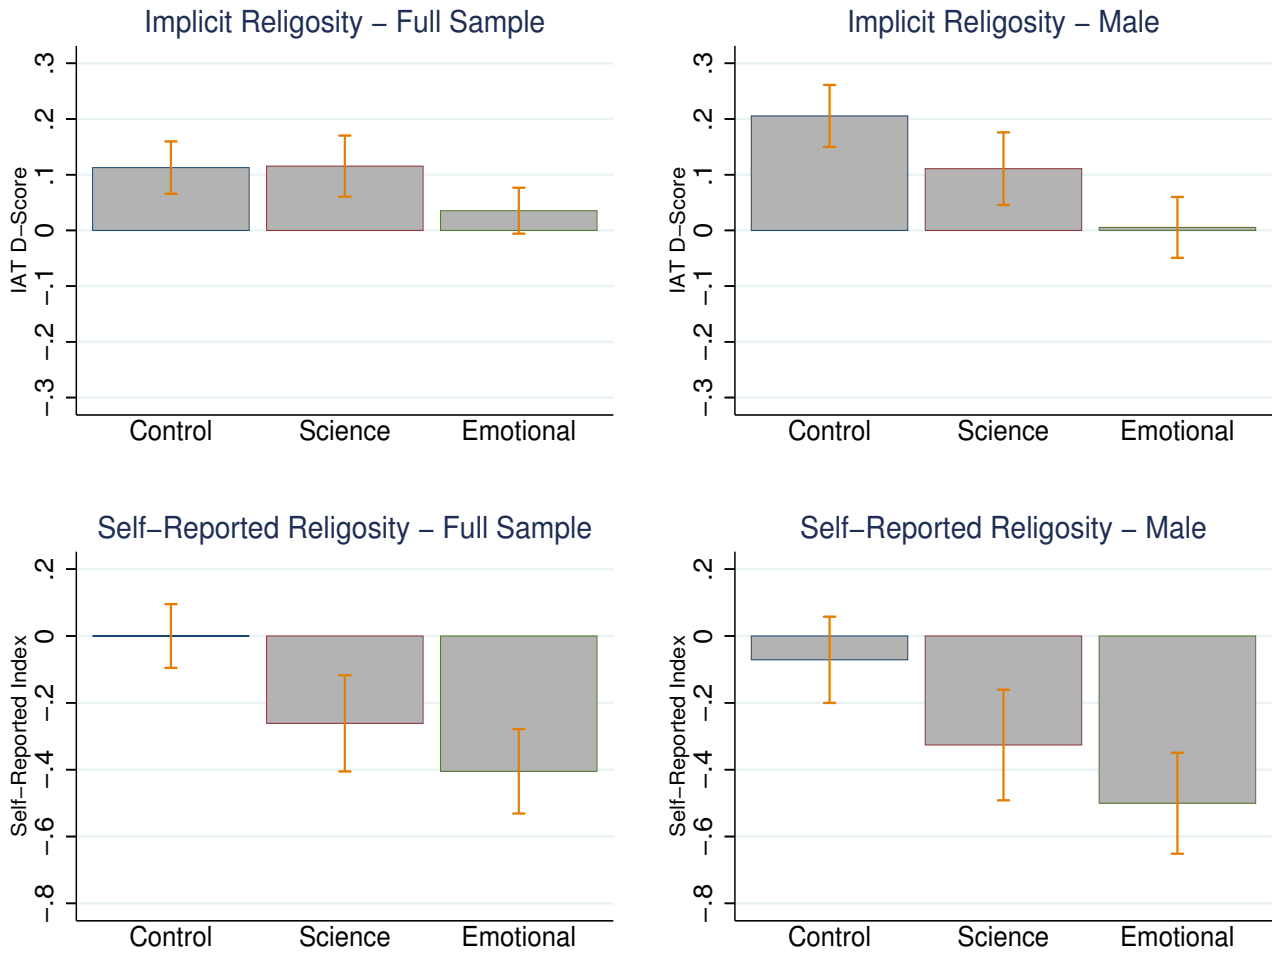 Implicit Religosity – Full Sample
IAT D–Score
.3
.2
.1
0
–.1
–.2
–.3
Control Science Emotional
Implicit Religosity – Male
IAT D–Score
.3
.2
.1
0
–.1
–.2
–.3
Control Science Emotional
Self–Reported Religosity – Full Sample
Self–Reported Index
.2
0
–.2
–.4
–.6
–.8
Control Science Emotional
Self–Reported Religosity – Male
Self–Reported Index
.2
0
–.2
–.4
–.6
–.8
Control Science Emotional